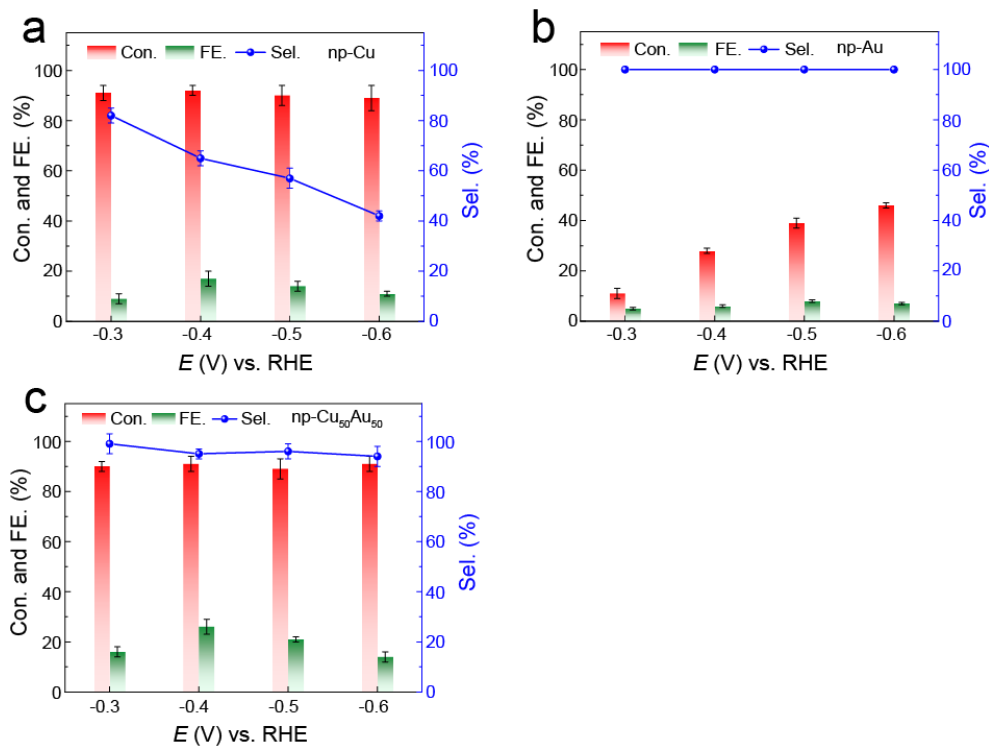 a
Con. FE. Sel. np-Cu
100
80
60
40
20
0
Con. and FE. (%)
100
80
60
40
20
0
Sel. (%)
-0.3 -0.4 -0.5 -0.6
E (V) vs. RHE
b
Con. FE. Sel. np-Au
100
80
60
40
20
0
Con. and FE. (%)
100
80
60
40
20
0
Sel. (%)
-0.3 -0.4 -0.5 -0.6
E (V) vs. RHE
c
Con. FE. Sel. np-Cu₅₀Au₅₀
100
80
60
40
20
0
Con. and FE. (%)
100
80
60
40
20
0
Sel. (%)
-0.3 -0.4 -0.5 -0.6
E (V) vs. RHE